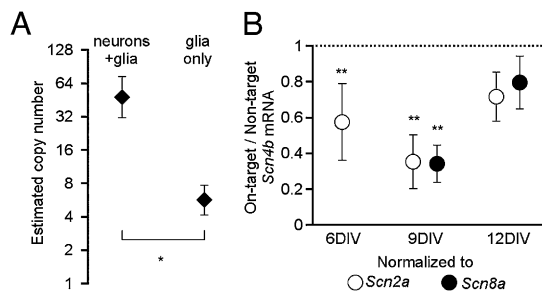 A
neurons
+glia
glia
only
Estimated copy number
128
64
32
16
8
4
2
1
*
B
On-target / Non-target
Scn4b mRNA
1
0.8
0.6
0.4
0.2
0
**
**
**
6DIV
9DIV
12DIV
Normalized to
Scn2a
Scn8a